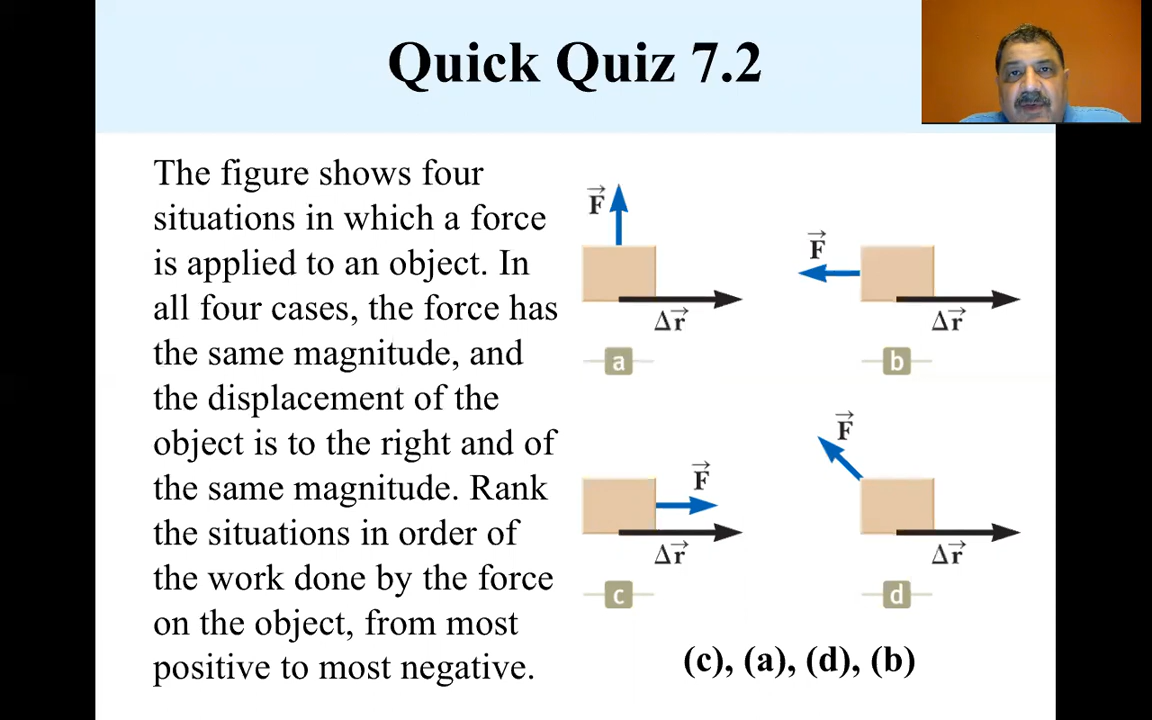 Quick Quiz 7.2
The figure shows four
situations in which a force
is applied to an object. In
all four cases, the force has
the same magnitude, and
the displacement of the
object is to the right and of
the same magnitude. Rank
the situations in order of
the work done by the force
on the object, from most
positive to most negative.
F⃗
Δr⃗
a
F⃗
Δr⃗
b
F⃗
Δr⃗
c
F⃗
Δr⃗
d
(c), (a), (d), (b)